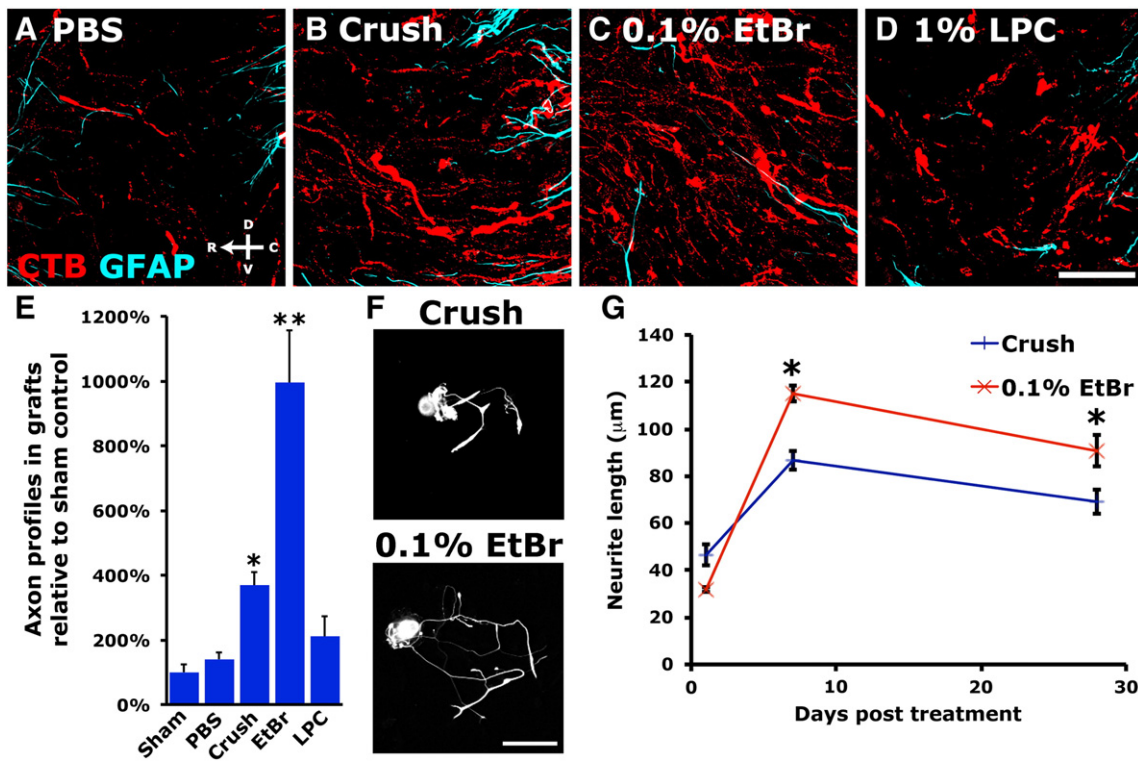 A PBS
B Crush
C 0.1% EtBr
D 1% LPC
D
R C
V
CTB GFAP
E
1200%
1000%
800%
600%
400%
200%
0%
Axon profiles in grafts
relative to sham control
*
**
Sham
PBS
Crush
EtBr
LPC
F
Crush
0.1% EtBr
G
140
120
100
80
60
40
20
0
Neurite length (μm)
Crush
0.1% EtBr
*
*
0 10 20 30
Days post treatment